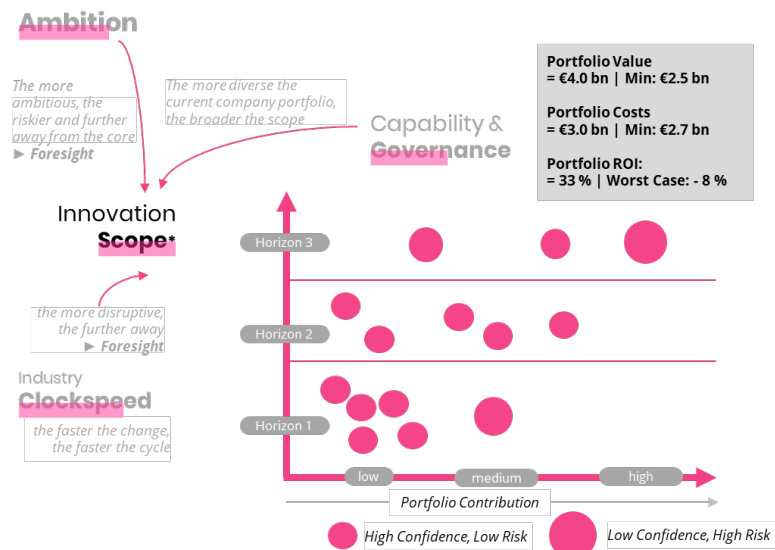 Ambition
The more
ambitious, the
riskier and further
away from the core
► Foresight
The more diverse the
current company portfolio,
the broader the scope
Capability &
Governance
Portfolio Value
= €4.0 bn | Min: €2.5 bn
Portfolio Costs
= €3.0 bn | Min: €2.7 bn
Portfolio ROI:
= 33 % | Worst Case: - 8 %
Innovation
Scope*
the more disruptive,
the further away
► Foresight
Industry
Clockspeed
the faster the change,
the faster the cycle
Horizon 3
Horizon 2
Horizon 1
low
medium
high
Portfolio Contribution
High Confidence, Low Risk
Low Confidence, High Risk